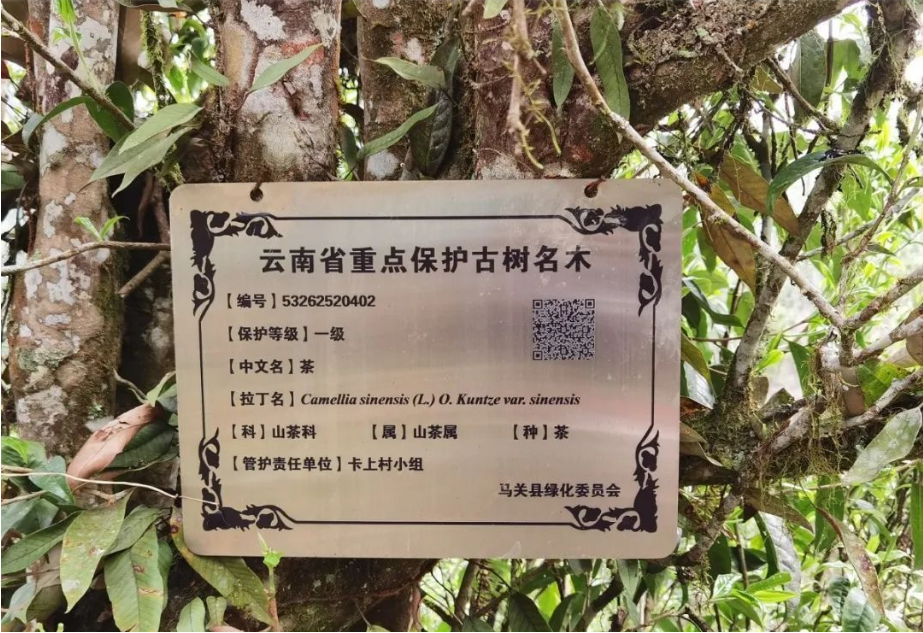 云南省重点保护古树名木
【编号】53262520402
【保护等级】一级
【中文名】茶
【拉丁名】Camellia sinensis (L.) O. Kuntze var. sinensis
【科】山茶科 【属】山茶属 【种】茶
【管护责任单位】卡上村小组
马关县绿化委员会